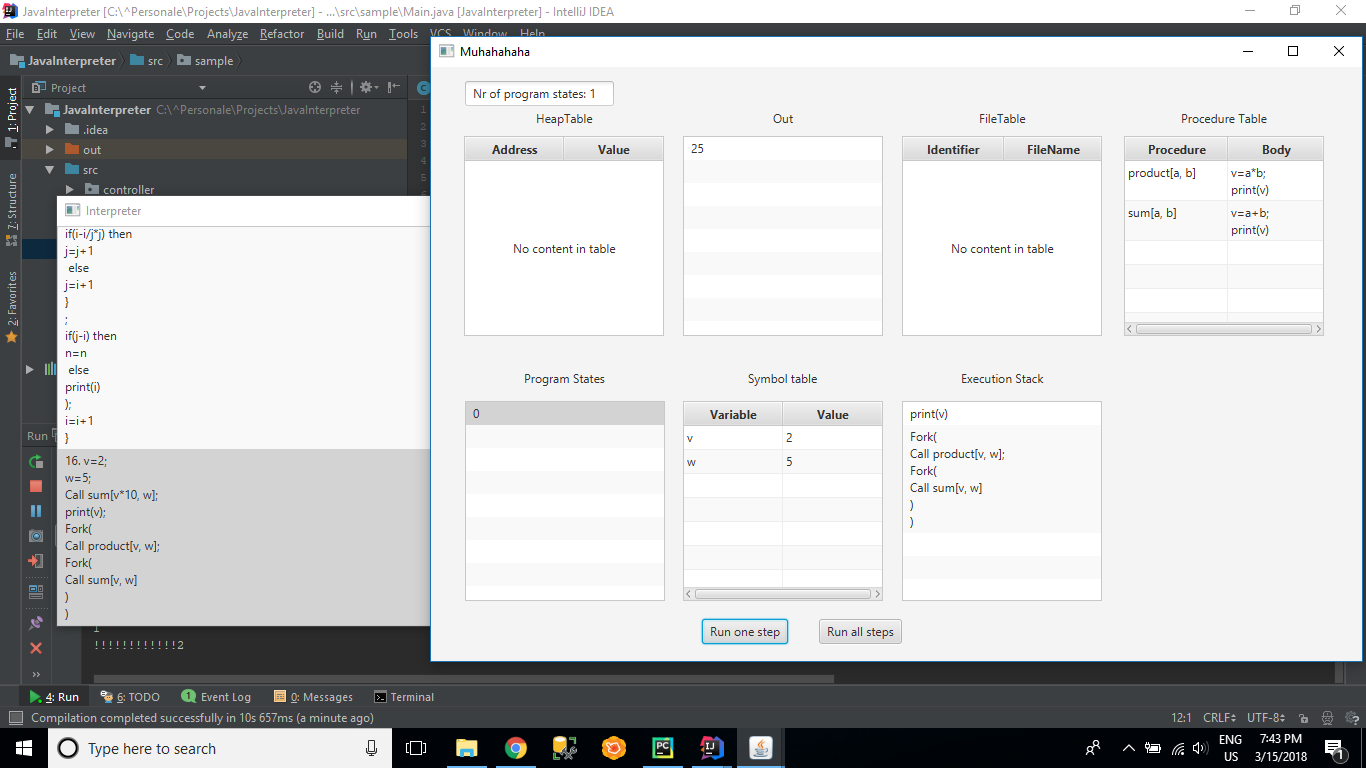 JavaInterpreter [C:\^Personale\Projects\JavaInterpreter] - ...\src\sample\Main.java [JavaInterpreter] - IntelliJ IDEA
File Edit View Navigate Code Analyze Refactor Build Run Tools VCS Window Help
JavaInterpreter src sample
Project
1: Project
7: Structure
2: Favorites
JavaInterpreter C:\^Personale\Projects\JavaInterpreter
.idea
out
src
controller
1
2
3
4
5
Interpreter
if(i-i/j*j) then
j=j+1
else
j=i+1
}
;
if(j-i) then
n=n
else
print(i)
);
i=i+1
}
16. v=2;
w=5;
Call sum[v*10, w];
print(v);
Fork(
Call product[v, w];
Fork(
Call sum[v, w]
)
)
Run
1
!!!!!!!!!!!!2
Muhahahaha
Nr of program states: 1
HeapTable
Address Value
No content in table
Out
25
FileTable
Identifier FileName
No content in table
Procedure Table
Procedure Body
product[a, b] v=a*b;
print(v)
sum[a, b] v=a+b;
print(v)
Program States
0
Symbol table
Variable Value
v 2
w 5
Execution Stack
print(v)
Fork(
Call product[v, w];
Fork(
Call sum[v, w]
)
)
Run one step Run all steps
4: Run 6: TODO Event Log 0: Messages Terminal
Compilation completed successfully in 10s 657ms (a minute ago) 12:1 CRLF UTF-8
Type here to search
ENG
US
7:43 PM
3/15/2018
1